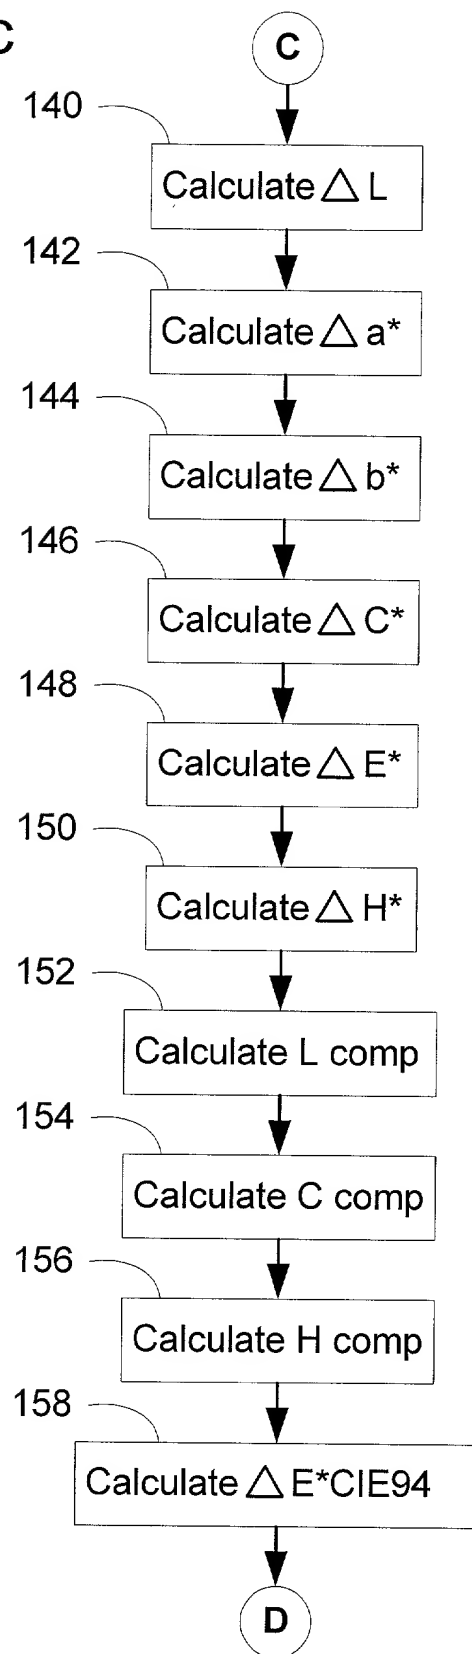 C
C
140
Calculate △ L
142
Calculate △ a*
144
Calculate △ b*
146
Calculate △ C*
148
Calculate △ E*
150
Calculate △ H*
152
Calculate L comp
154
Calculate C comp
156
Calculate H comp
158
Calculate △ E*CIE94
D